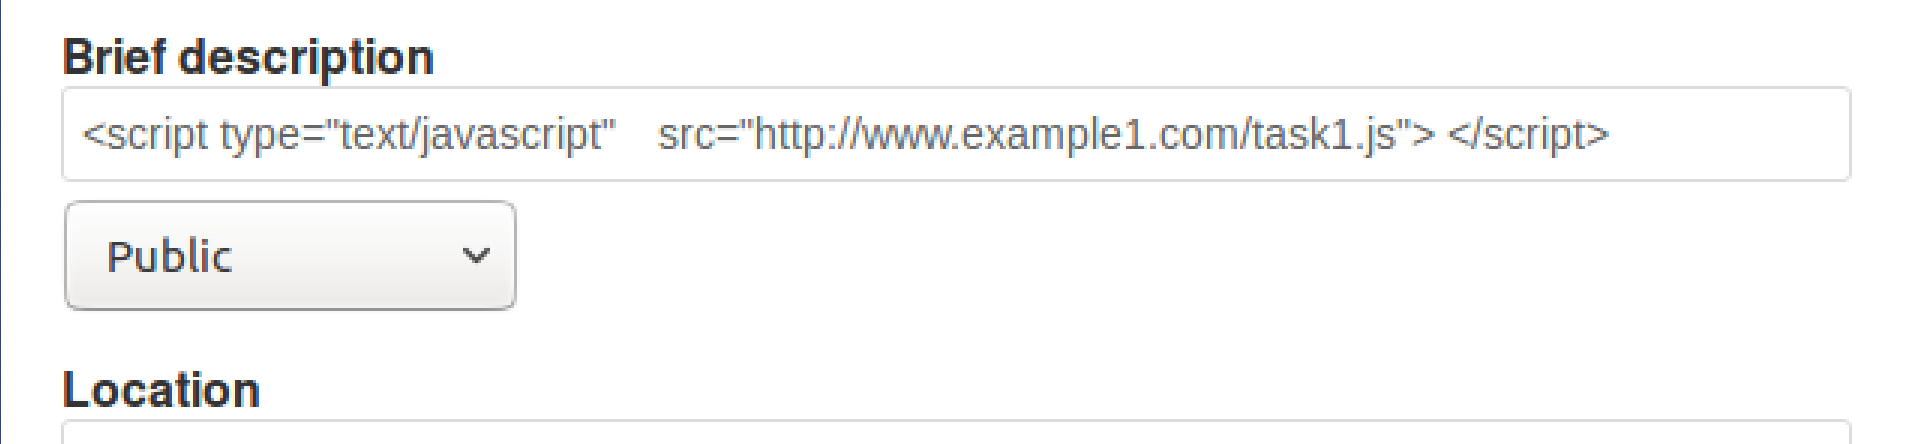 Brief description
<script type="text/javascript"    src="http://www.example1.com/task1.js"> </script>
Public
Location